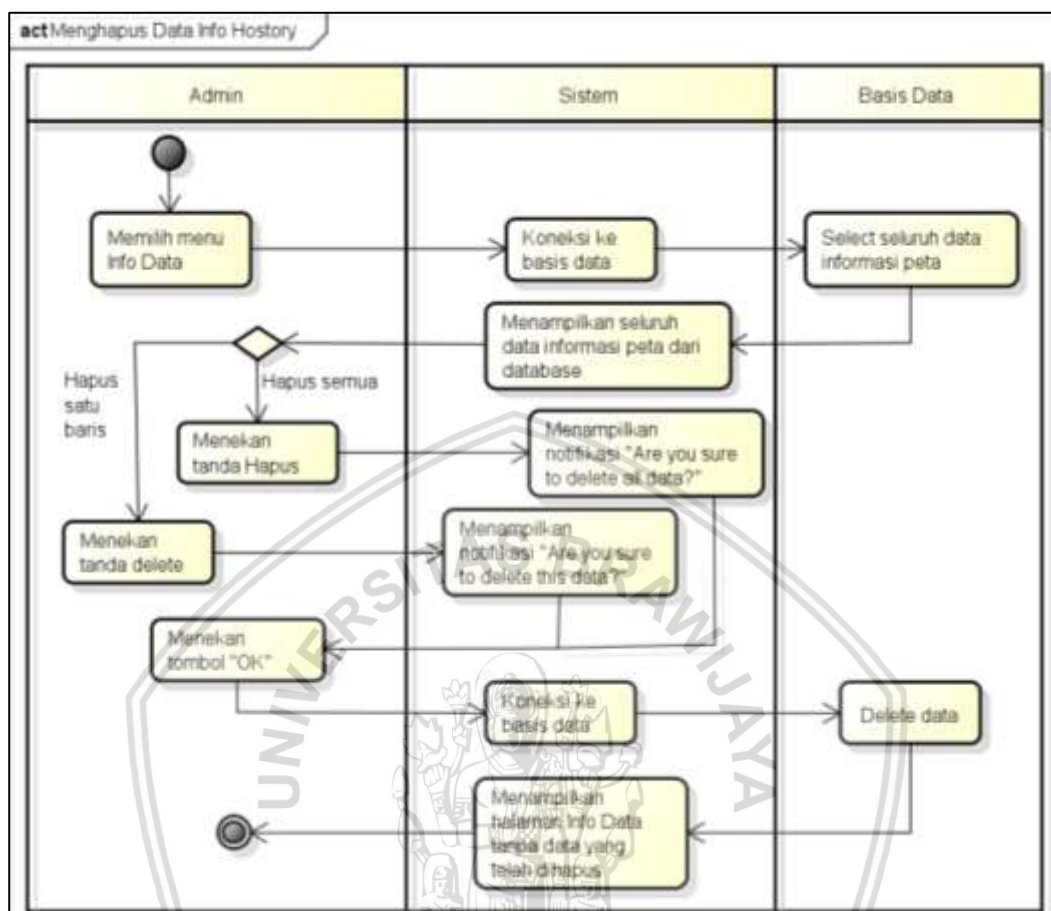 act Menghapus Data Info Hostory
Admin
Sistem
Basis Data
Memilih menu
Info Data
Koneksi ke
basis data
Select seluruh data
informasi peta
Menampilkan seluruh
data informasi peta dari
database
Hapus
satu
baris
Hapus semua
Menekan
tanda Hapus
Menampilkan
notifikasi "Are you sure
to delete all data?"
Menekan
tanda delete
Menampilkan
notifikasi "Are you sure
to delete this data?"
Menekan
tombol "OK"
Koneksi ke
basis data
Delete data
Menampilkan
halaman Info Data
tanpa data yang
telah dihapus
UNIVERSITAS BRAWIJAYA